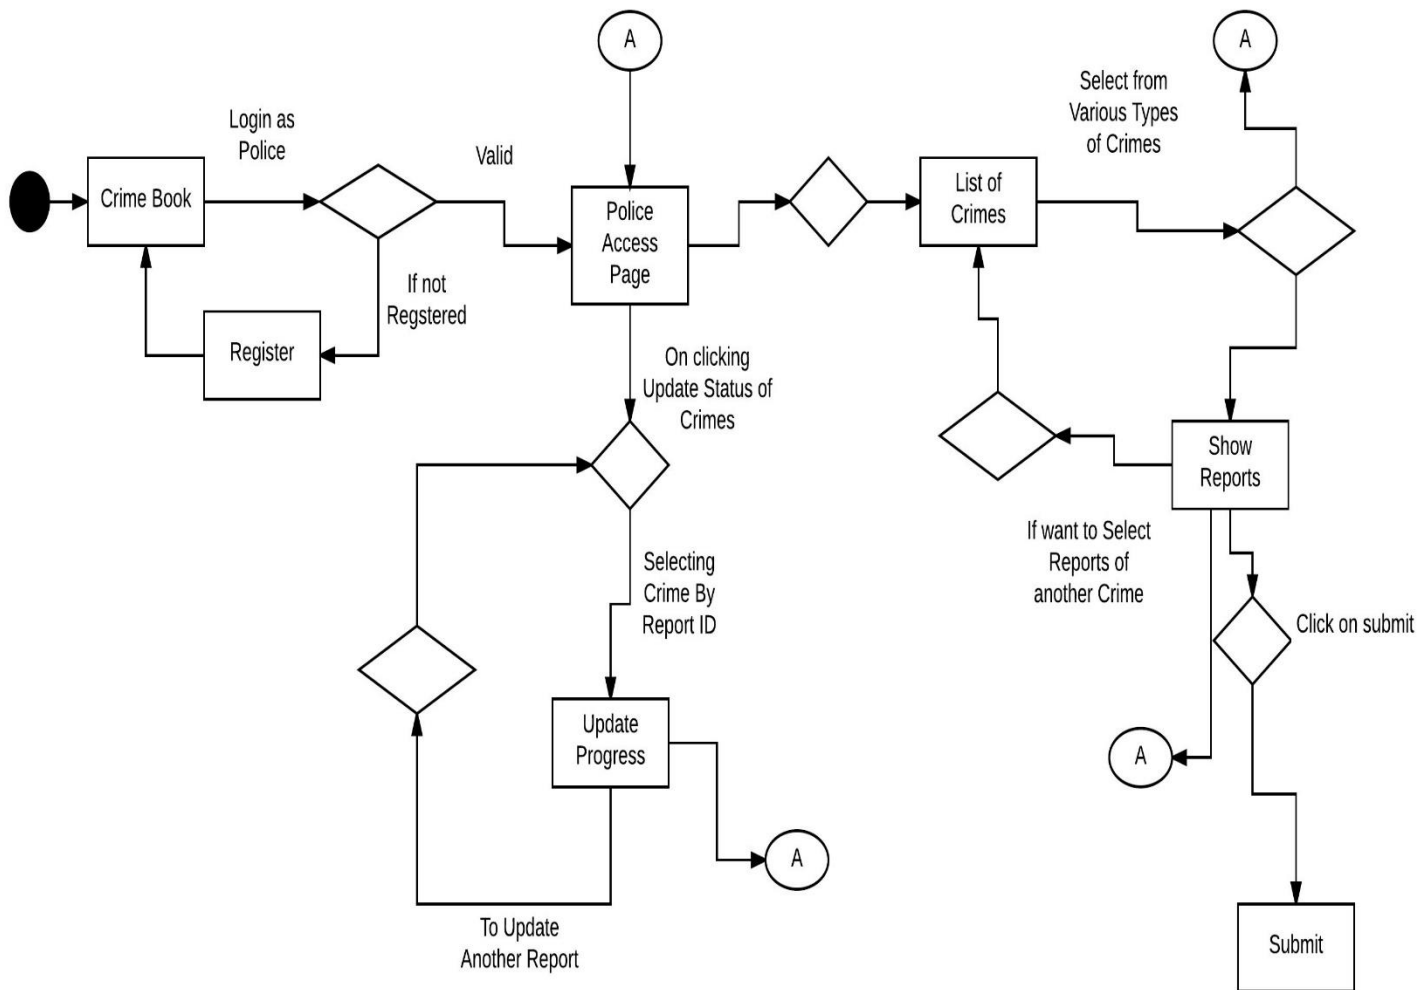 A
A
Select from
Various Types
of Crimes
Login as
Police
Valid
Crime Book
List of
Crimes
Police
Access
Page
If not
Regstered
Register
On clicking
Update Status of
Crimes
Show
Reports
If want to Select
Reports of
another Crime
Selecting
Crime By
Report ID
Click on submit
Update
Progress
A
A
To Update
Another Report
Submit